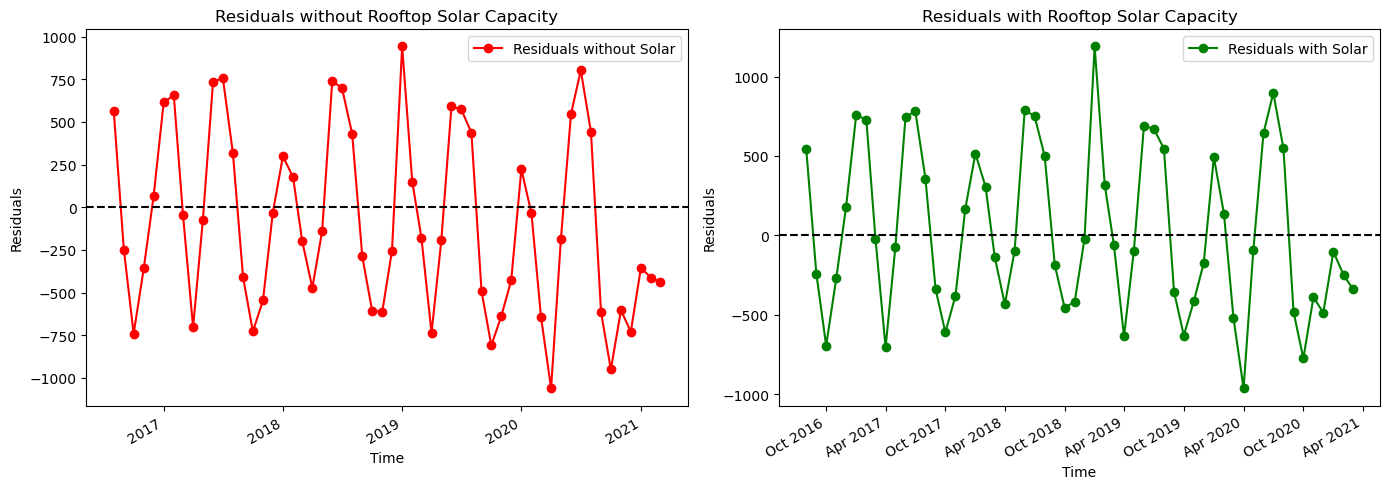 Residuals without Rooftop Solar Capacity
Residuals without Solar
1000
750
500
250
0
−250
−500
−750
−1000
Residuals
2017
2018
2019
2020
2021
Time
Residuals with Rooftop Solar Capacity
Residuals with Solar
1000
500
0
−500
−1000
Residuals
Oct 2016
Apr 2017
Oct 2017
Apr 2018
Oct 2018
Apr 2019
Oct 2019
Apr 2020
Oct 2020
Apr 2021
Time